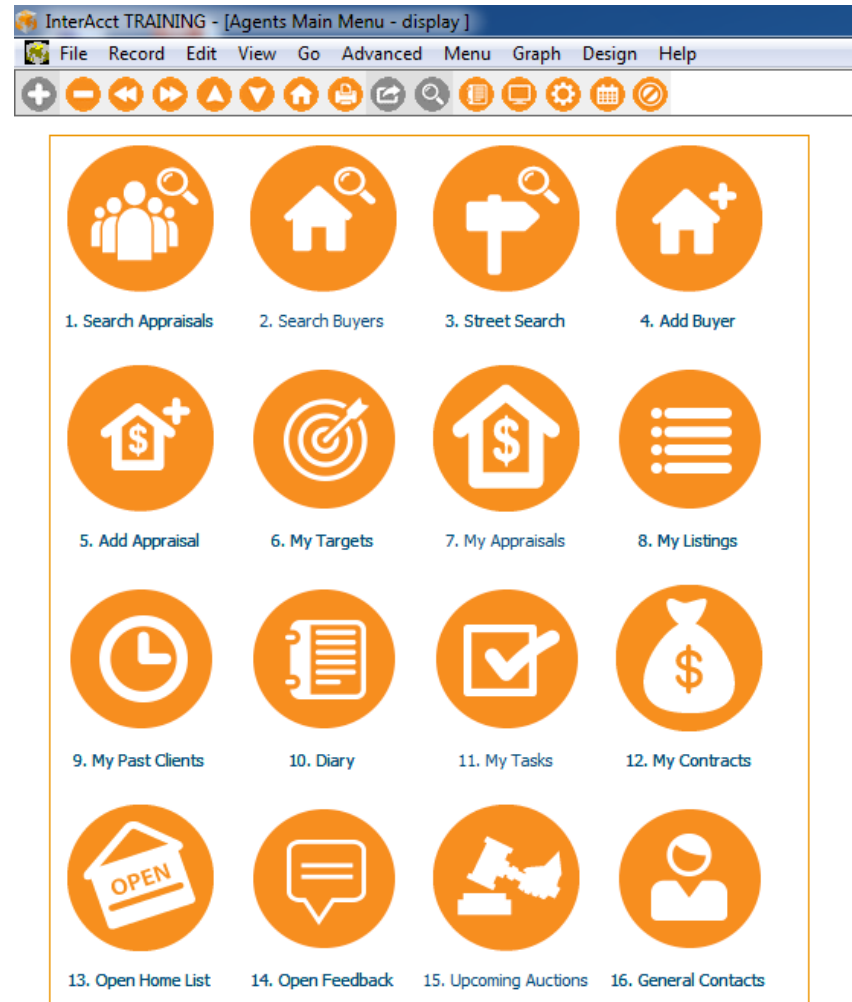 InterAcct TRAINING - [Agents Main Menu - display ]
File Record Edit View Go Advanced Menu Graph Design Help
1. Search Appraisals 2. Search Buyers 3. Street Search 4. Add Buyer
$ $
5. Add Appraisal 6. My Targets 7. My Appraisals 8. My Listings
$
9. My Past Clients 10. Diary 11. My Tasks 12. My Contracts
OPEN
13. Open Home List 14. Open Feedback 15. Upcoming Auctions 16. General Contacts